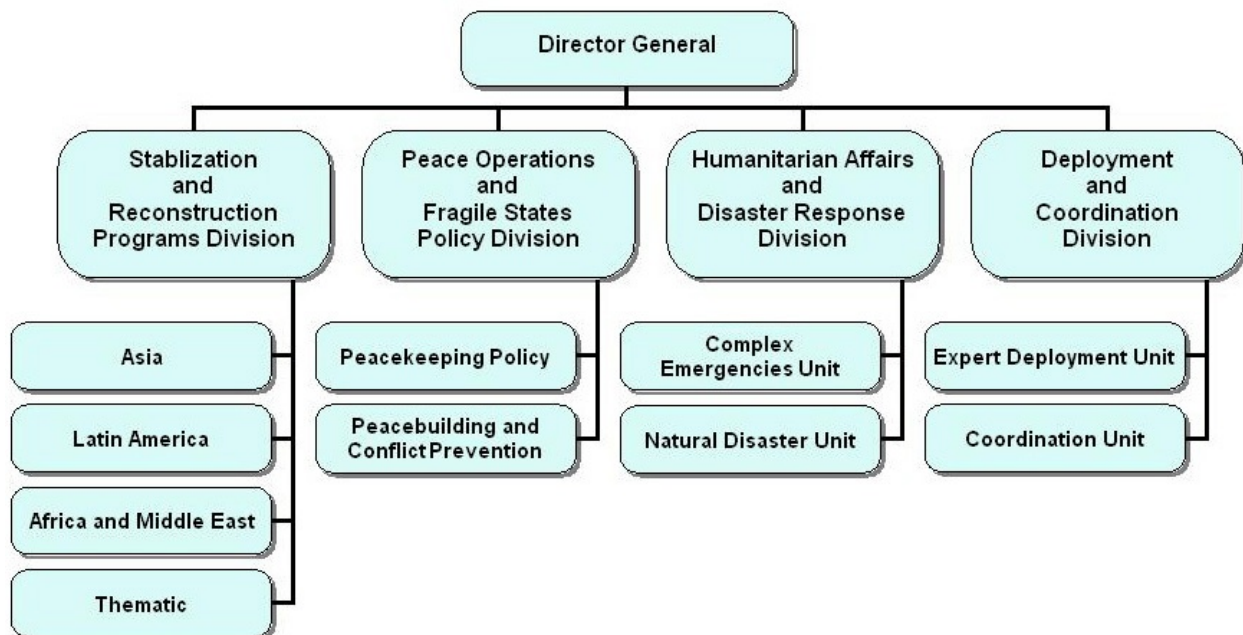 Director General
Stablization
and
Reconstruction
Programs Division
Peace Operations
and
Fragile States
Policy Division
Humanitarian Affairs
and
Disaster Response
Division
Deployment
and
Coordination
Division
Asia
Peacekeeping Policy
Complex
Emergencies Unit
Expert Deployment Unit
Latin America
Peacebuilding and
Conflict Prevention
Natural Disaster Unit
Coordination Unit
Africa and Middle East
Thematic